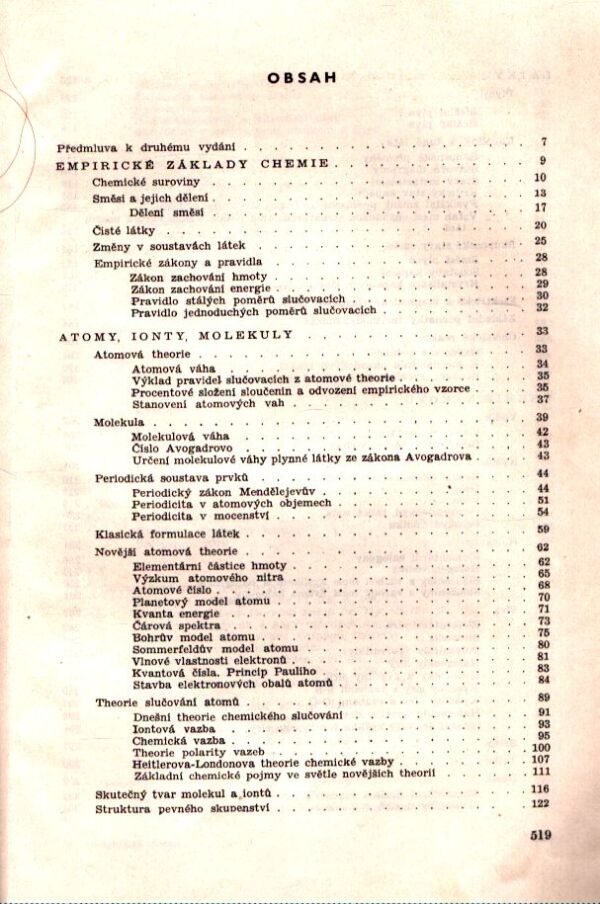 OBSAH
Předmluva k druhému vydání . . . . . . . . . . . . . . . . . . 7
EMPIRICKÉ ZÁKLADY CHEMIE . . . . . . . . . . . . . 9
Chemické suroviny . . . . . . . . . . . . . . . . . . . . 10
Směsi a jejich dělení . . . . . . . . . . . . . . . . . . . . 13
Dělení směsí . . . . . . . . . . . . . . . . . . . . 17
Čisté látky . . . . . . . . . . . . . . . . . . . . 20
Změny v soustavách látek . . . . . . . . . . . . . . . . . 25
Empirické zákony a pravidla . . . . . . . . . . . . . . . . 28
Zákon zachování hmoty . . . . . . . . . . . . . . . . 28
Zákon zachování energie . . . . . . . . . . . . . . . . 29
Pravidlo stálých poměrů slučovacích . . . . . . . . . . . . 30
Pravidlo jednoduchých poměrů slučovacích . . . . . . . . . . 32
ATOMY, IONTY, MOLEKULY . . . . . . . . . . . . . . . 33
Atomová theorie . . . . . . . . . . . . . . . . . . . . 33
Atomová váha . . . . . . . . . . . . . . . . . . . . 34
Výklad pravidel slučovacích z atomové theorie . . . . . . . . . 35
Procentové složení sloučenin a odvození empirického vzorce . . . . . 35
Stanovení atomových vah . . . . . . . . . . . . . . . . 37
Molekula . . . . . . . . . . . . . . . . . . . . 39
Molekulová váha . . . . . . . . . . . . . . . . . . 42
Číslo Avogadrovo . . . . . . . . . . . . . . . . . . 43
Určení molekulové váhy plynné látky ze zákona Avogadrova . . . . . 43
Periodická soustava prvků . . . . . . . . . . . . . . . . . 44
Periodický zákon Mendělejevův . . . . . . . . . . . . . . 44
Periodicita v atomových objemech . . . . . . . . . . . . . 51
Periodicita v mocenství . . . . . . . . . . . . . . . . 54
Klasická formulace látek . . . . . . . . . . . . . . . . . 59
Novější atomová theorie . . . . . . . . . . . . . . . . . 62
Elementární částice hmoty . . . . . . . . . . . . . . . 62
Výzkum atomového nitra . . . . . . . . . . . . . . . . 65
Atomové číslo . . . . . . . . . . . . . . . . . . . 68
Planetový model atomu . . . . . . . . . . . . . . . . 70
Kvanta energie . . . . . . . . . . . . . . . . . . . 71
Čárová spektra . . . . . . . . . . . . . . . . . . . 73
Bohrův model atomu . . . . . . . . . . . . . . . . . 75
Sommerfeldův model atomu . . . . . . . . . . . . . . . 80
Vlnové vlastnosti elektronů . . . . . . . . . . . . . . . 81
Kvantová čísla. Princip Pauliho . . . . . . . . . . . . . . 83
Stavba elektronových obalů atomů . . . . . . . . . . . . . 84
Theorie slučování atomů . . . . . . . . . . . . . . . . . 89
Dnešní theorie chemického slučování . . . . . . . . . . . . 91
Iontová vazba . . . . . . . . . . . . . . . . . . . 93
Chemická vazba . . . . . . . . . . . . . . . . . . . 95
Theorie polarity vazeb . . . . . . . . . . . . . . . . 100
Heitlerova-Londonova theorie chemické vazby . . . . . . . . . 107
Základní chemické pojmy ve světle novějších theorií . . . . . . . 111
Skutečný tvar molekul a iontů . . . . . . . . . . . . . . . 116
Struktura pevného skupenství . . . . . . . . . . . . . . . 122
519